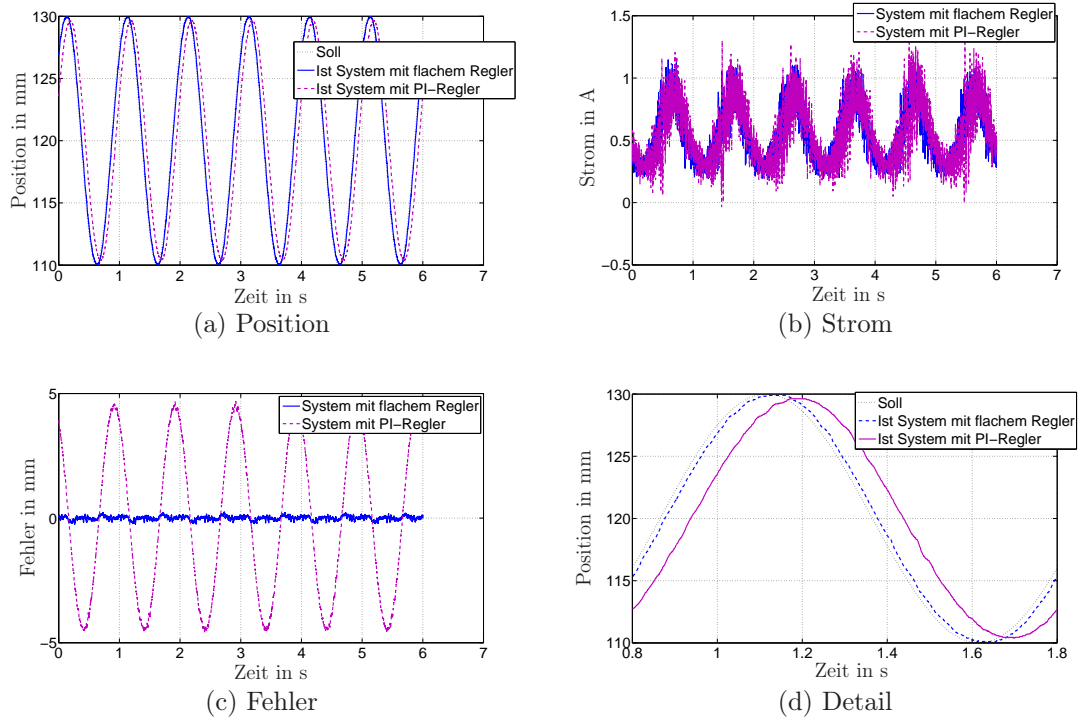 130
125
120
115
110
0
1
2
3
4
5
6
7
Position in mm
Zeit in s
Soll
Ist System mit flachem Regler
Ist System mit PI−Regler
(a) Position
1.5
1
0.5
0
−0.5
0
1
2
3
4
5
6
7
Strom in A
Zeit in s
System mit flachem Regler
System mit PI−Regler
(b) Strom
5
0
−5
0
1
2
3
4
5
6
7
Fehler in mm
Zeit in s
System mit flachem Regler
System mit PI−Regler
(c) Fehler
130
125
120
115
110
0.8
1
1.2
1.4
1.6
1.8
Position in mm
Zeit in s
Soll
Ist System mit flachem Regler
Ist System mit PI−Regler
(d) Detail